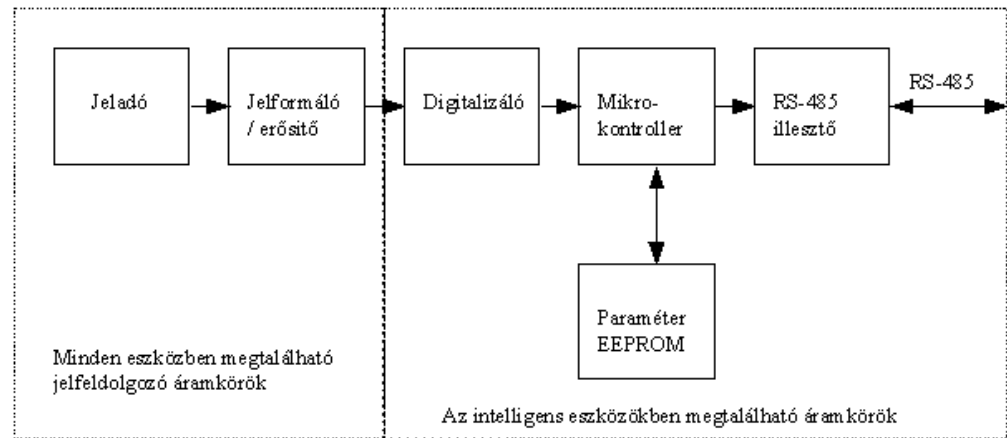 Jeladó
Jelformáló
/ erősitő
Digitalizáló
Mikro-
kontroller
RS-485
illesztő
RS-485
Paraméter
EEPROM
Minden eszközben megtalálható
jelfeldolgozó áramkörök
Az intelligens eszközökben megtalálható áramkörök